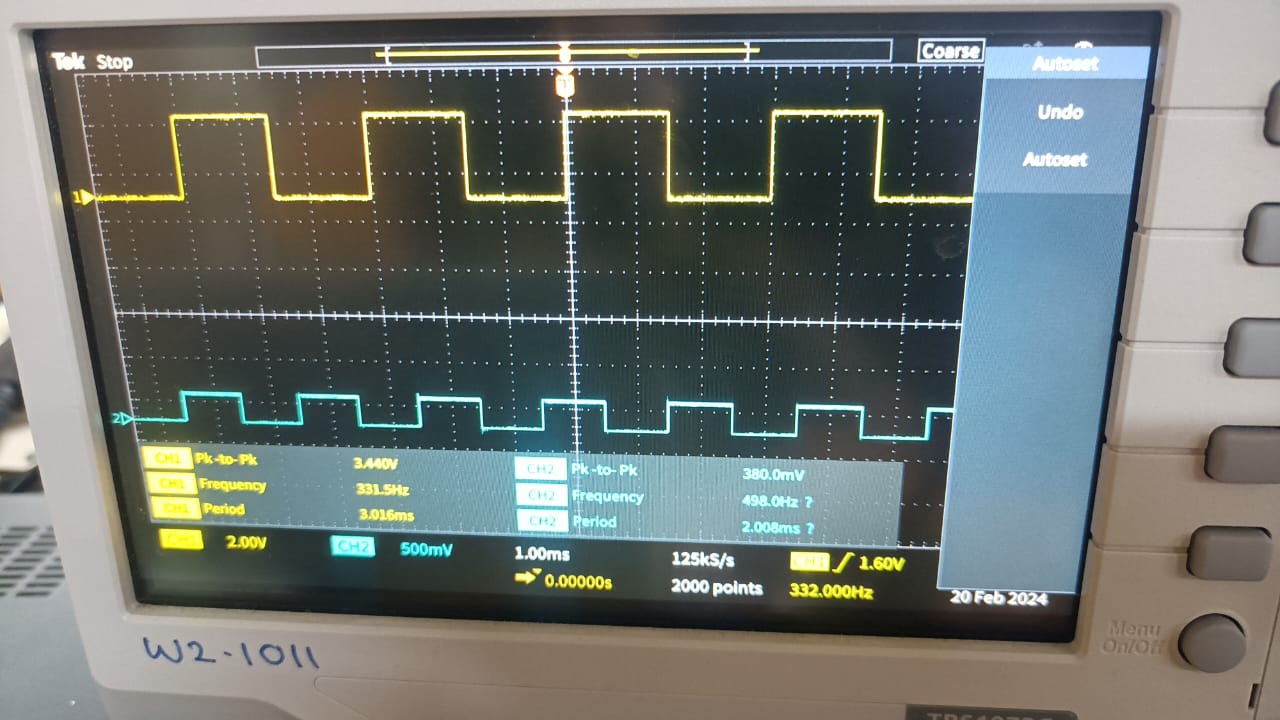 Tek Stop
Coarse
Autoset
Undo
Autoset
1
2
CH1 Pk-to-Pk 3.440V CH2 Pk-to-Pk 380.0mV
CH1 Frequency 331.5Hz CH2 Frequency 498.0Hz ?
CH1 Period 3.016ms CH2 Period 2.008ms ?
CH1 2.00V CH2 500mV 1.00ms 125kS/s CH1 1.60V
0.00000s 2000 points 332.000Hz
20 Feb 2024
Menu
On/Off
W2-1011